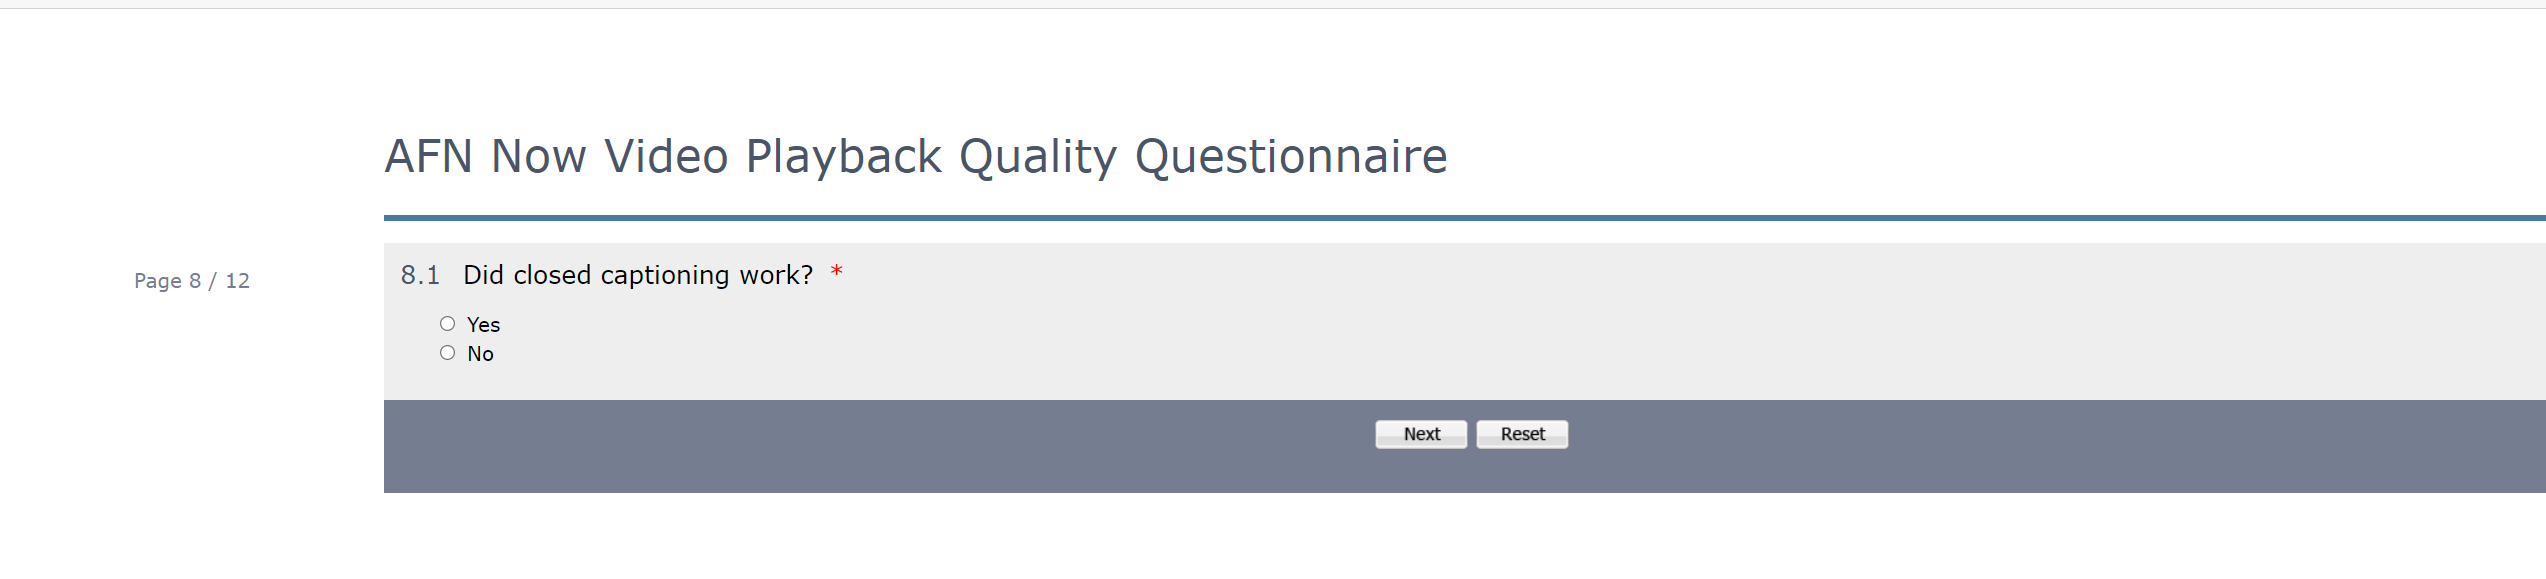 AFN Now Video Playback Quality Questionnaire
Page 8 / 12
8.1 Did closed captioning work? *
Yes
No
Next Reset